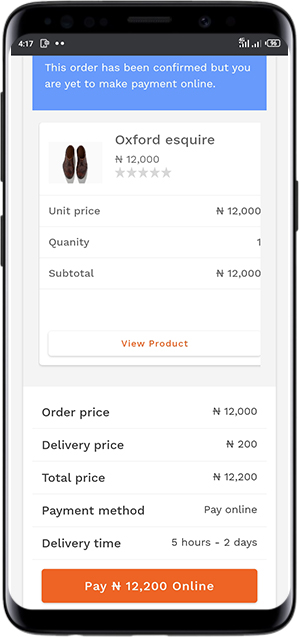 4:17
This order has been confirmed but you
are yet to make payment online.
Oxford esquire
₦ 12,000
Unit price ₦ 12,000
Quanity 1
Subtotal ₦ 12,000
View Product
Order price ₦ 12,000
Delivery price ₦ 200
Total price ₦ 12,200
Payment method Pay online
Delivery time 5 hours - 2 days
Pay ₦ 12,200 Online